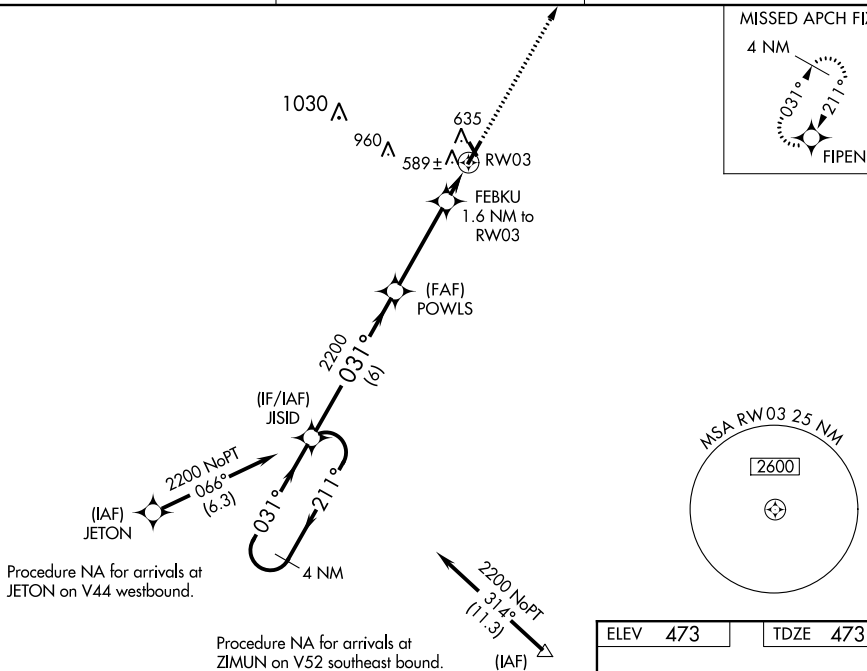 MISSED APCH FIX
4 NM
031°
211°
FIPEN
1030
960
635
589±
RW03
FEBKU
1.6 NM to
RW03
(FAF)
POWLS
2200
031°
(6)
(IF/IAF)
JISID
2200 NoPT
066°
(6.3)
(IAF)
JETON
031°
211°
4 NM
Procedure NA for arrivals at
JETON on V44 westbound.
MSA RW03 25 NM
2600
2200 NoPT
314°
(11.3)
(IAF)
Procedure NA for arrivals at
ZIMUN on V52 southeast bound.
ELEV 473
TDZE 473